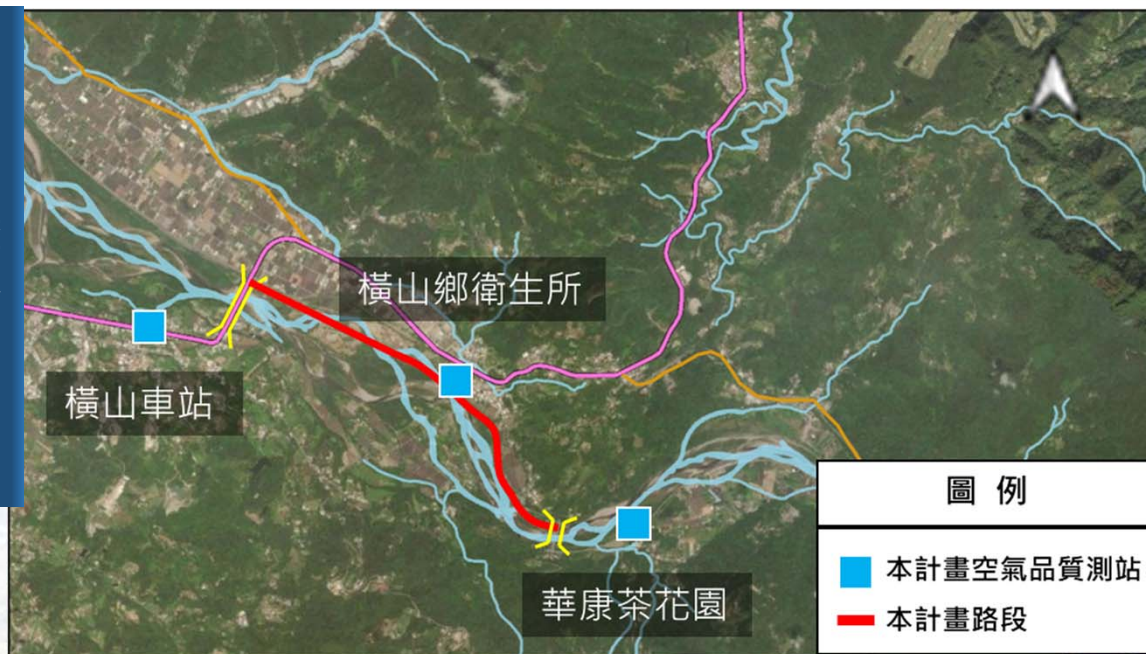 橫山鄉衛生所
橫山車站
華康茶花園
圖 例
本計畫空氣品質測站
本計畫路段